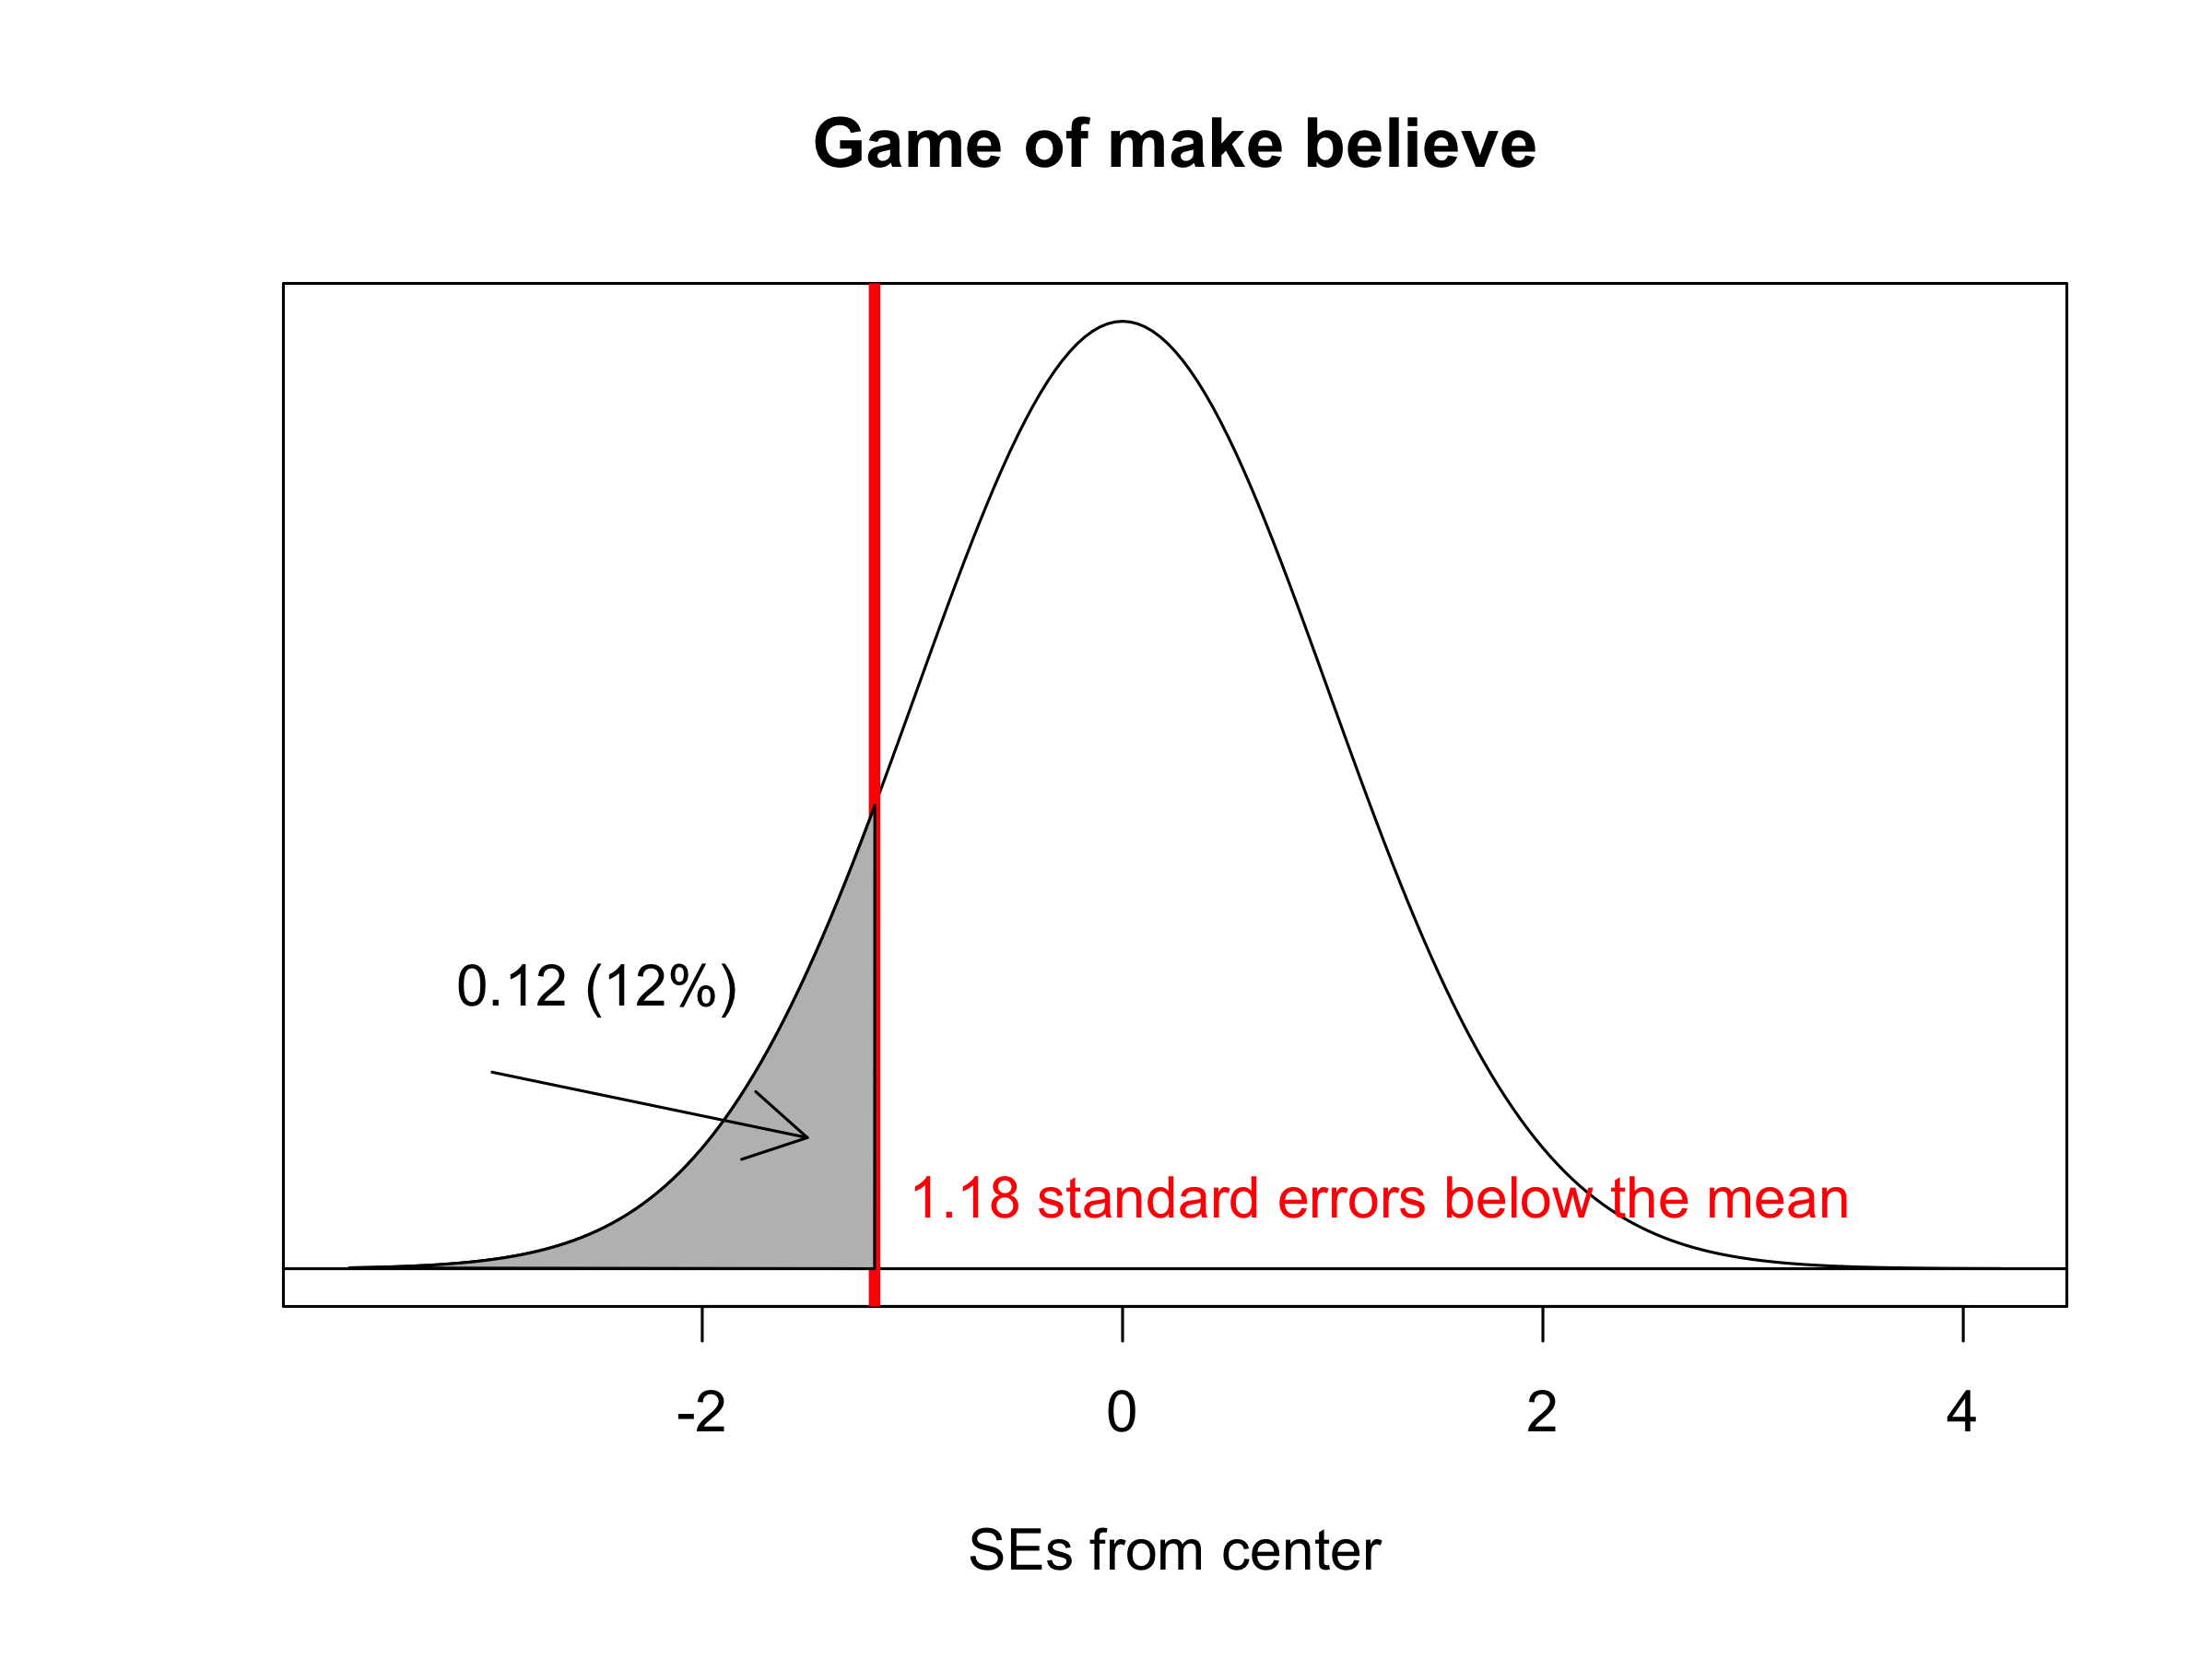 Game of make believe
0.12 (12%)
1.18 standard errors below the mean
-2 0 2 4
SEs from center